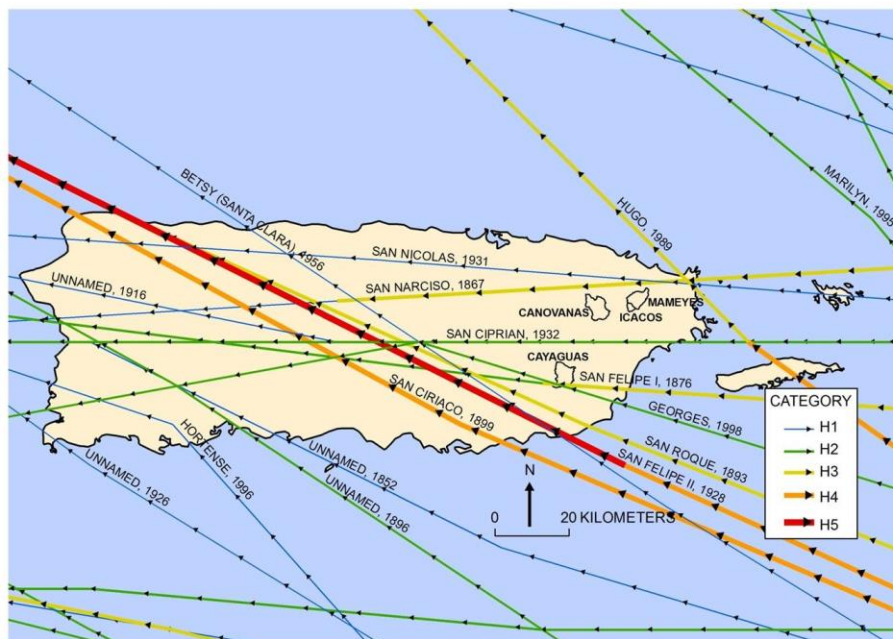 MARILYN, 1995
HUGO, 1989
BETSY (SANTA CLARA) 1956
SAN NICOLAS, 1931
UNNAMED, 1916
SAN NARCISO, 1867
MAMEYES
CANOVANAS
ICACOS
SAN CIPRIAN, 1932
CAYAGUAS
SAN FELIPE I, 1876
SAN CIRIACO, 1899
GEORGES, 1998
CATEGORY
H1
H2
H3
H4
H5
SAN ROQUE, 1893
SAN FELIPE II, 1928
HORTENSE, 1996
UNNAMED, 1852
UNNAMED, 1896
UNNAMED, 1926
N
0 20 KILOMETERS